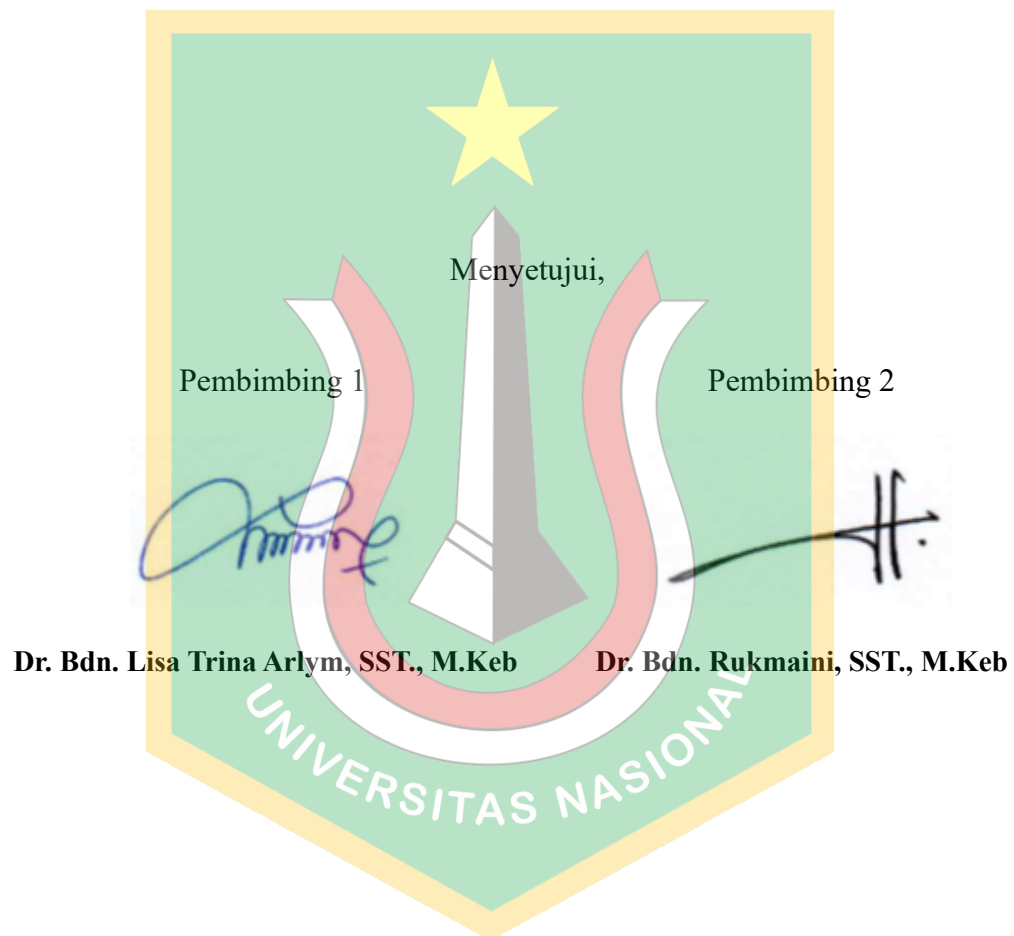 Menyetujui,
Pembimbing 1 Pembimbing 2
Dr. Bdn. Lisa Trina Arlym, SST., M.Keb Dr. Bdn. Rukmaini, SST., M.Keb
UNIVERSITAS NASIONAL